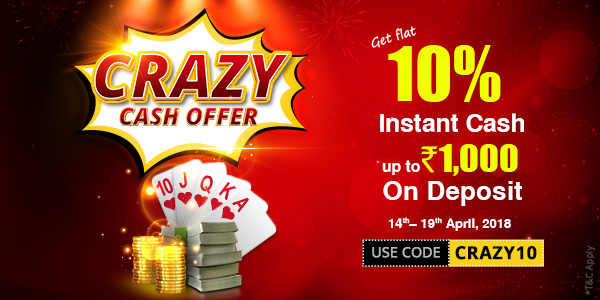 CRAZY
CASH OFFER
10 J Q K A
Get flat
10%
Instant Cash
up to ₹1,000
On Deposit
14th– 19th April, 2018
USE CODE CRAZY10
*T&C Apply